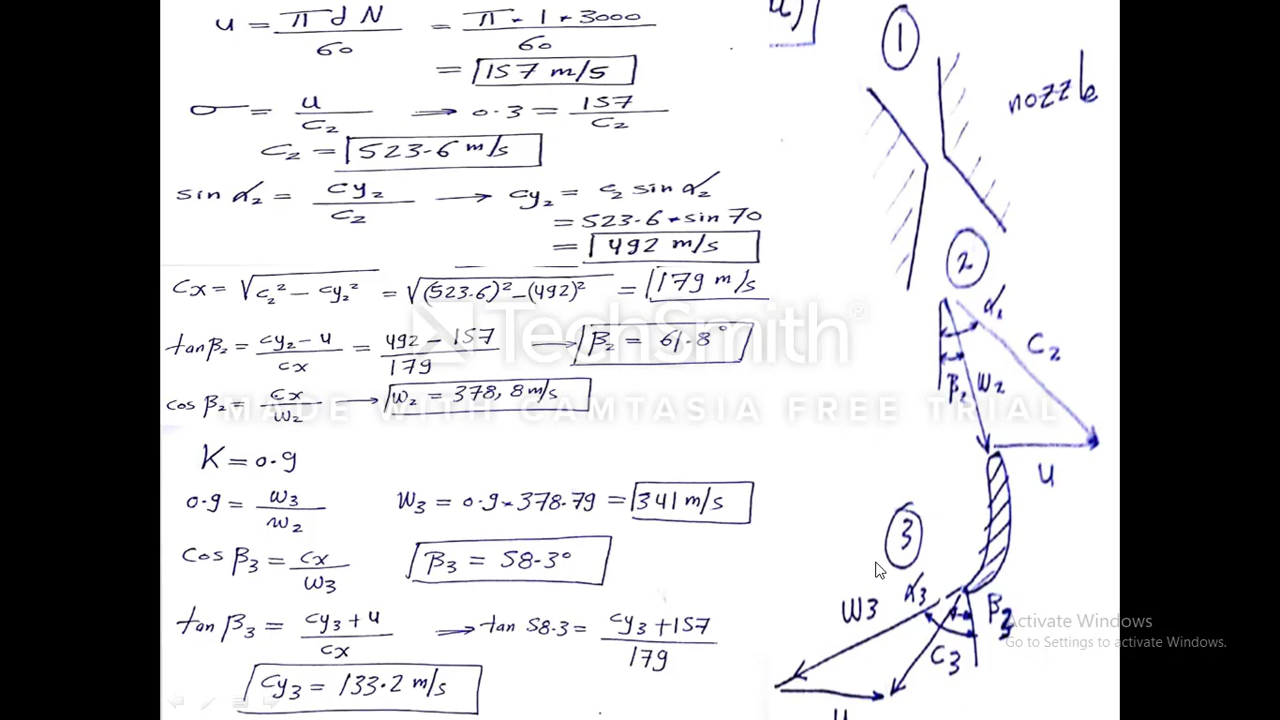 u = πdN/60 = π * 1 * 3000/60
= 157 m/s
σ = u/c₂ → 0.3 = 157/c₂
c₂ = 523.6 m/s
sin α₂ = cy₂/c₂ → cy₂ = c₂ sin α₂
= 523.6 * sin 70
= 492 m/s
Cx = √(c₂² - cy₂²) = √((523.6)² - (492)²) = 179 m/s
tan β₂ = (cy₂ - u)/cx = (492 - 157)/179 → β₂ = 61.8°
cos β₂ = cx/w₂ → w₂ = 378,8 m/s
K = 0.9
0.9 = w₃/w₂ w₃ = 0.9 * 378.79 = 341 m/s
cos β₃ = cx/w₃ β₃ = 58.3°
tan β₃ = (cy₃ + u)/cx → tan 58.3 = (cy₃ + 157)/179
cy₃ = 133.2 m/s
1
nozzle
2
α₂
C₂
β₂ W₂
u
3
W₃ α₃ β₃
C₃
u
TechSmith
MADE WITH CAMTASIA FREE TRIAL
Activate Windows
Go to Settings to activate Windows.